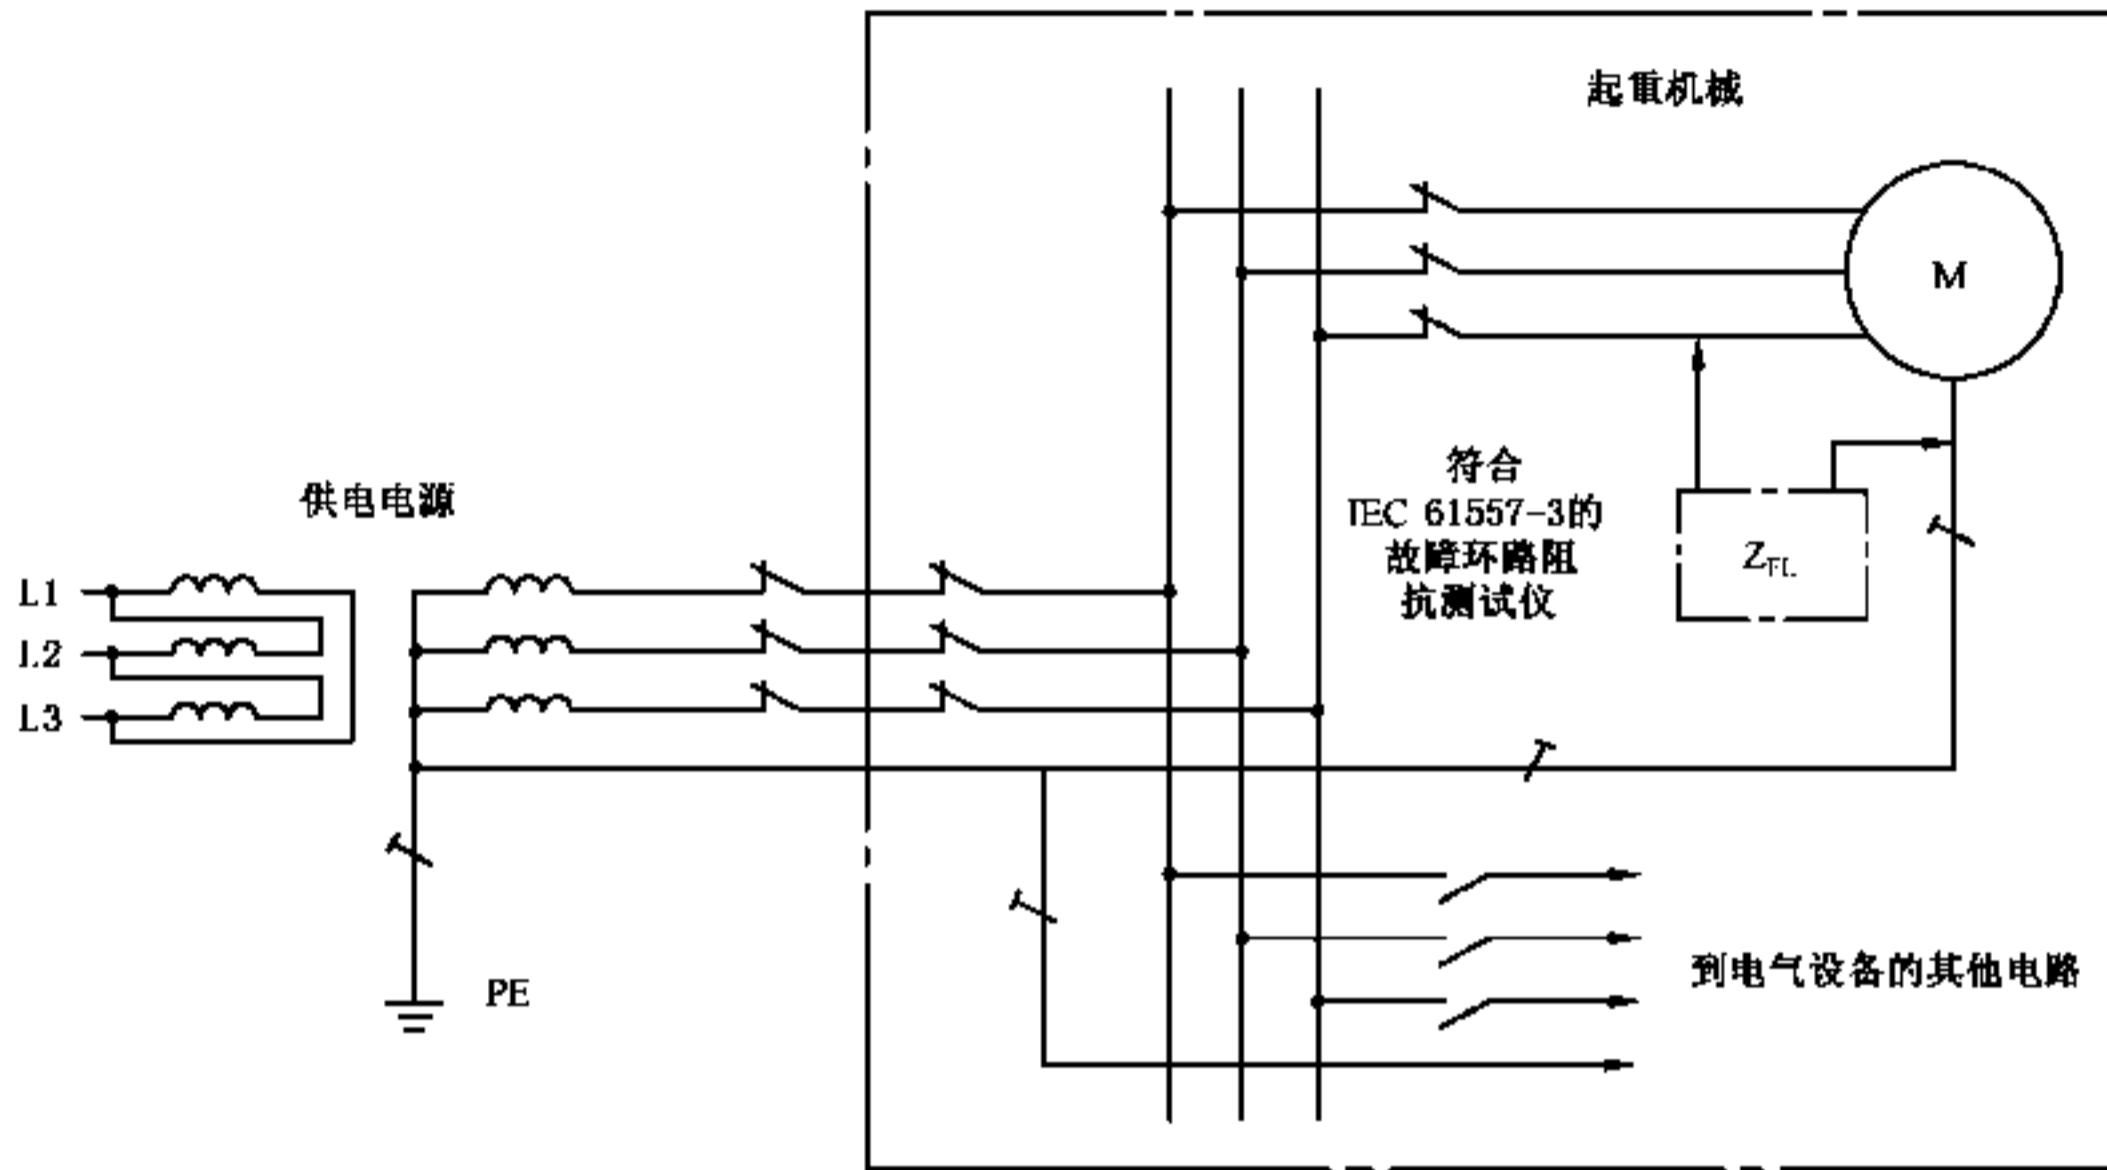 起重机械
M
符合
IEC 61557-3的
故障环路阻
抗测试仪
Z_FL
供电电源
L1
L2
L3
PE
到电气设备的其他电路